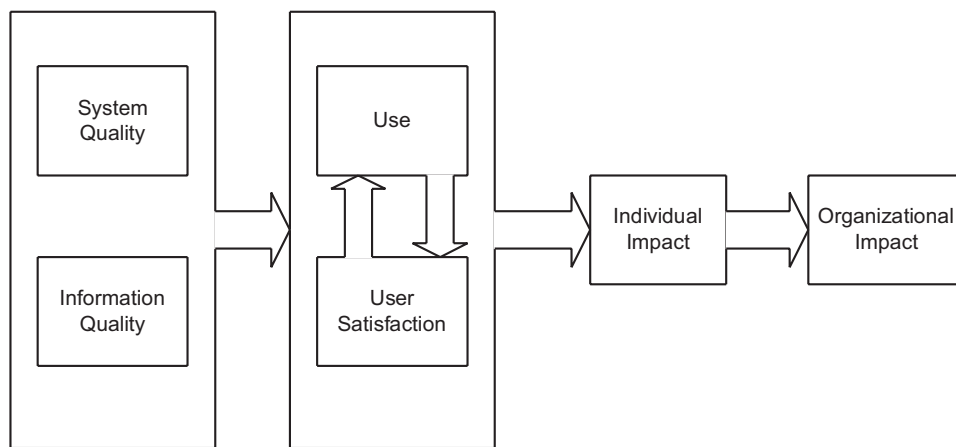 System
Quality
Information
Quality
Use
User
Satisfaction
Individual
Impact
Organizational
Impact